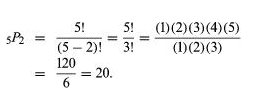 ₅P₂ = 5!/(5 − 2)! = 5!/3! = (1)(2)(3)(4)(5)/(1)(2)(3)
= 120/6 = 20.